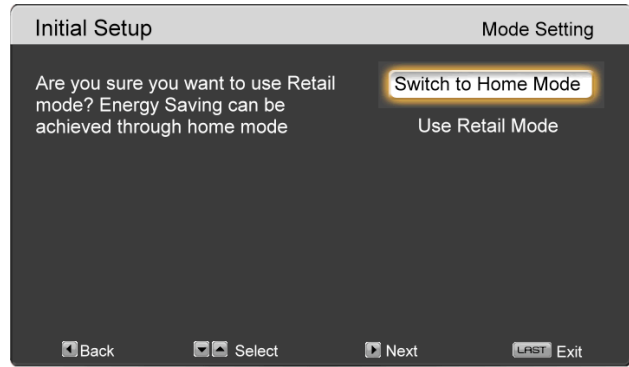 Initial Setup
Mode Setting
Are you sure you want to use Retail
mode? Energy Saving can be
achieved through home mode
Switch to Home Mode
Use Retail Mode
Back
Select
Next
LAST Exit